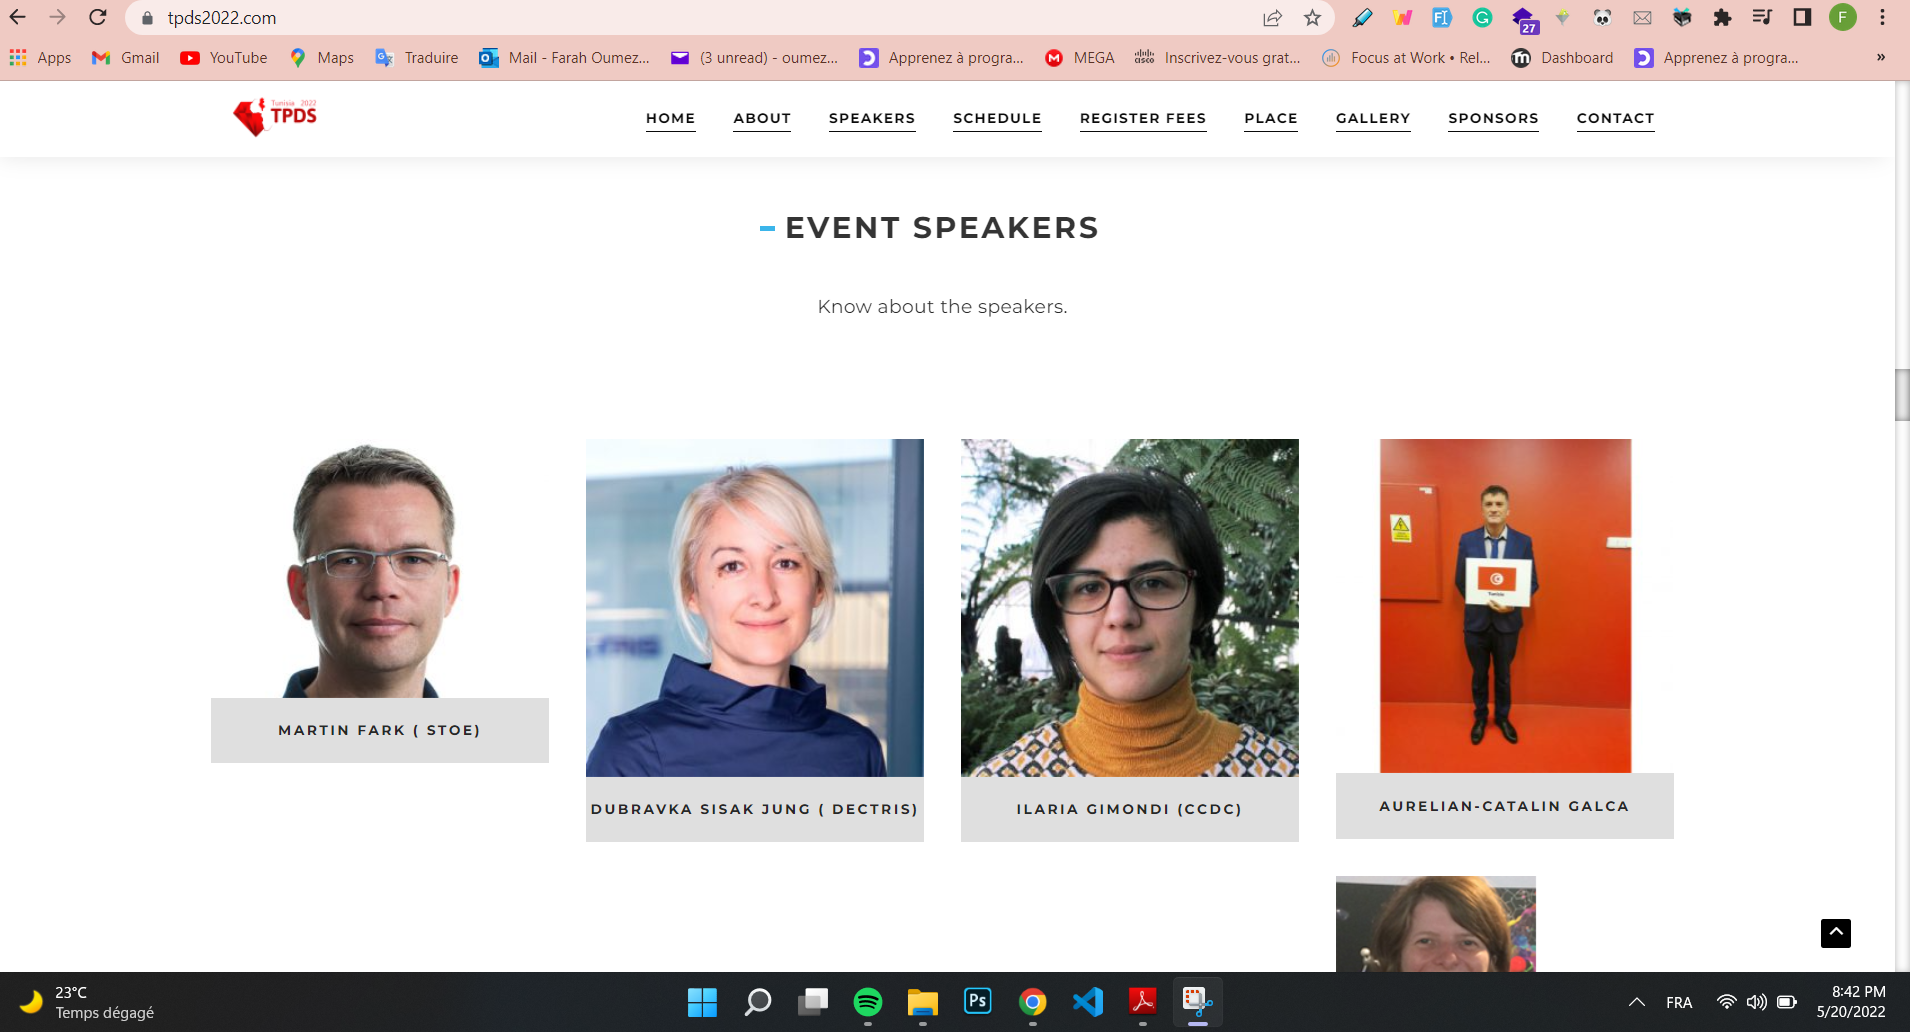 tpds2022.com
27
F
Apps
Gmail
YouTube
Maps
Traduire
Mail - Farah Oumez...
(3 unread) - oumez...
Apprenez à progra...
MEGA
Inscrivez-vous grat...
Focus at Work • Rel...
Dashboard
Apprenez à progra...
»
Tunisia 2022
TPDS
HOME
ABOUT
SPEAKERS
SCHEDULE
REGISTER FEES
PLACE
GALLERY
SPONSORS
CONTACT
EVENT SPEAKERS
Know about the speakers.
Tunisie
MARTIN FARK ( STOE)
DUBRAVKA SISAK JUNG ( DECTRIS)
ILARIA GIMONDI (CCDC)
AURELIAN-CATALIN GALCA
23°C
Temps dégagé
Ps
FRA
8:42 PM
5/20/2022